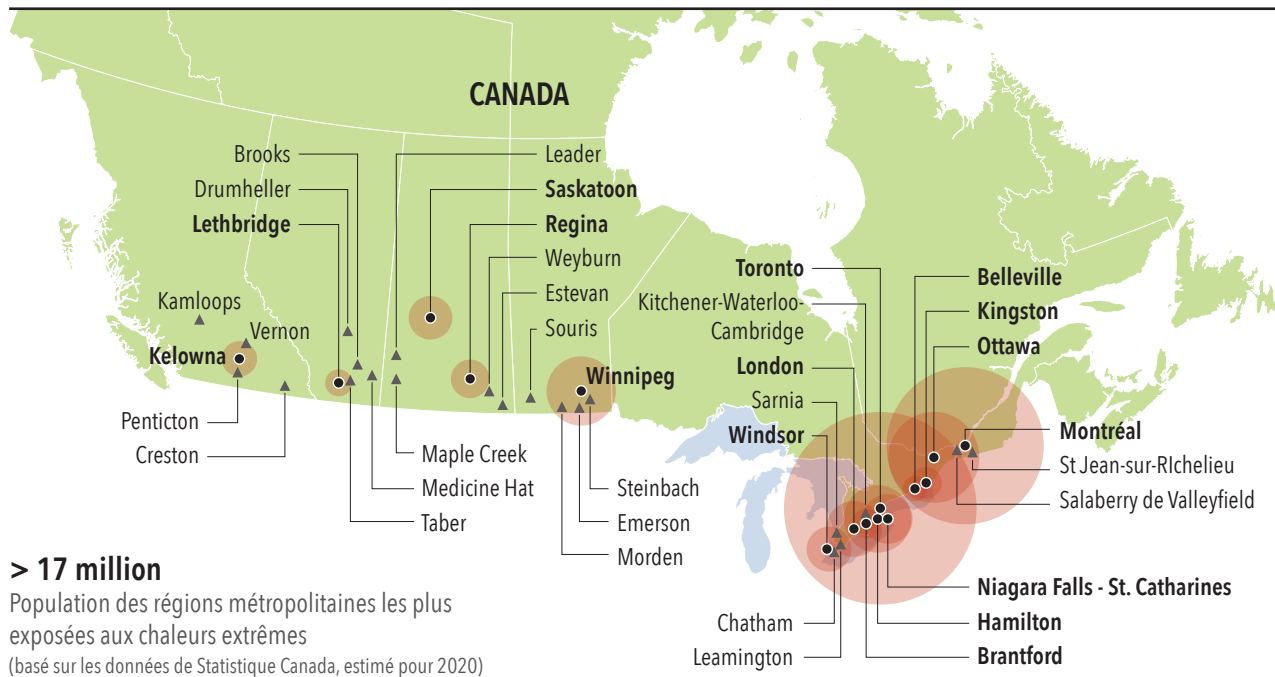 CANADA
Brooks
Drumheller
Lethbridge
Leader
Saskatoon
Regina
Weyburn
Estevan
Souris
Kamloops
Vernon
Kelowna
Winnipeg
Penticton
Creston
Maple Creek
Medicine Hat
Taber
Steinbach
Emerson
Morden
Toronto
Kitchener-Waterloo-
Cambridge
London
Sarnia
Windsor
Belleville
Kingston
Ottawa
Montréal
St Jean-sur-RIchelieu
Salaberry de Valleyfield
Niagara Falls - St. Catharines
Hamilton
Brantford
Chatham
Leamington
> 17 million
Population des régions métropolitaines les plus
exposées aux chaleurs extrêmes
(basé sur les données de Statistique Canada, estimé pour 2020)